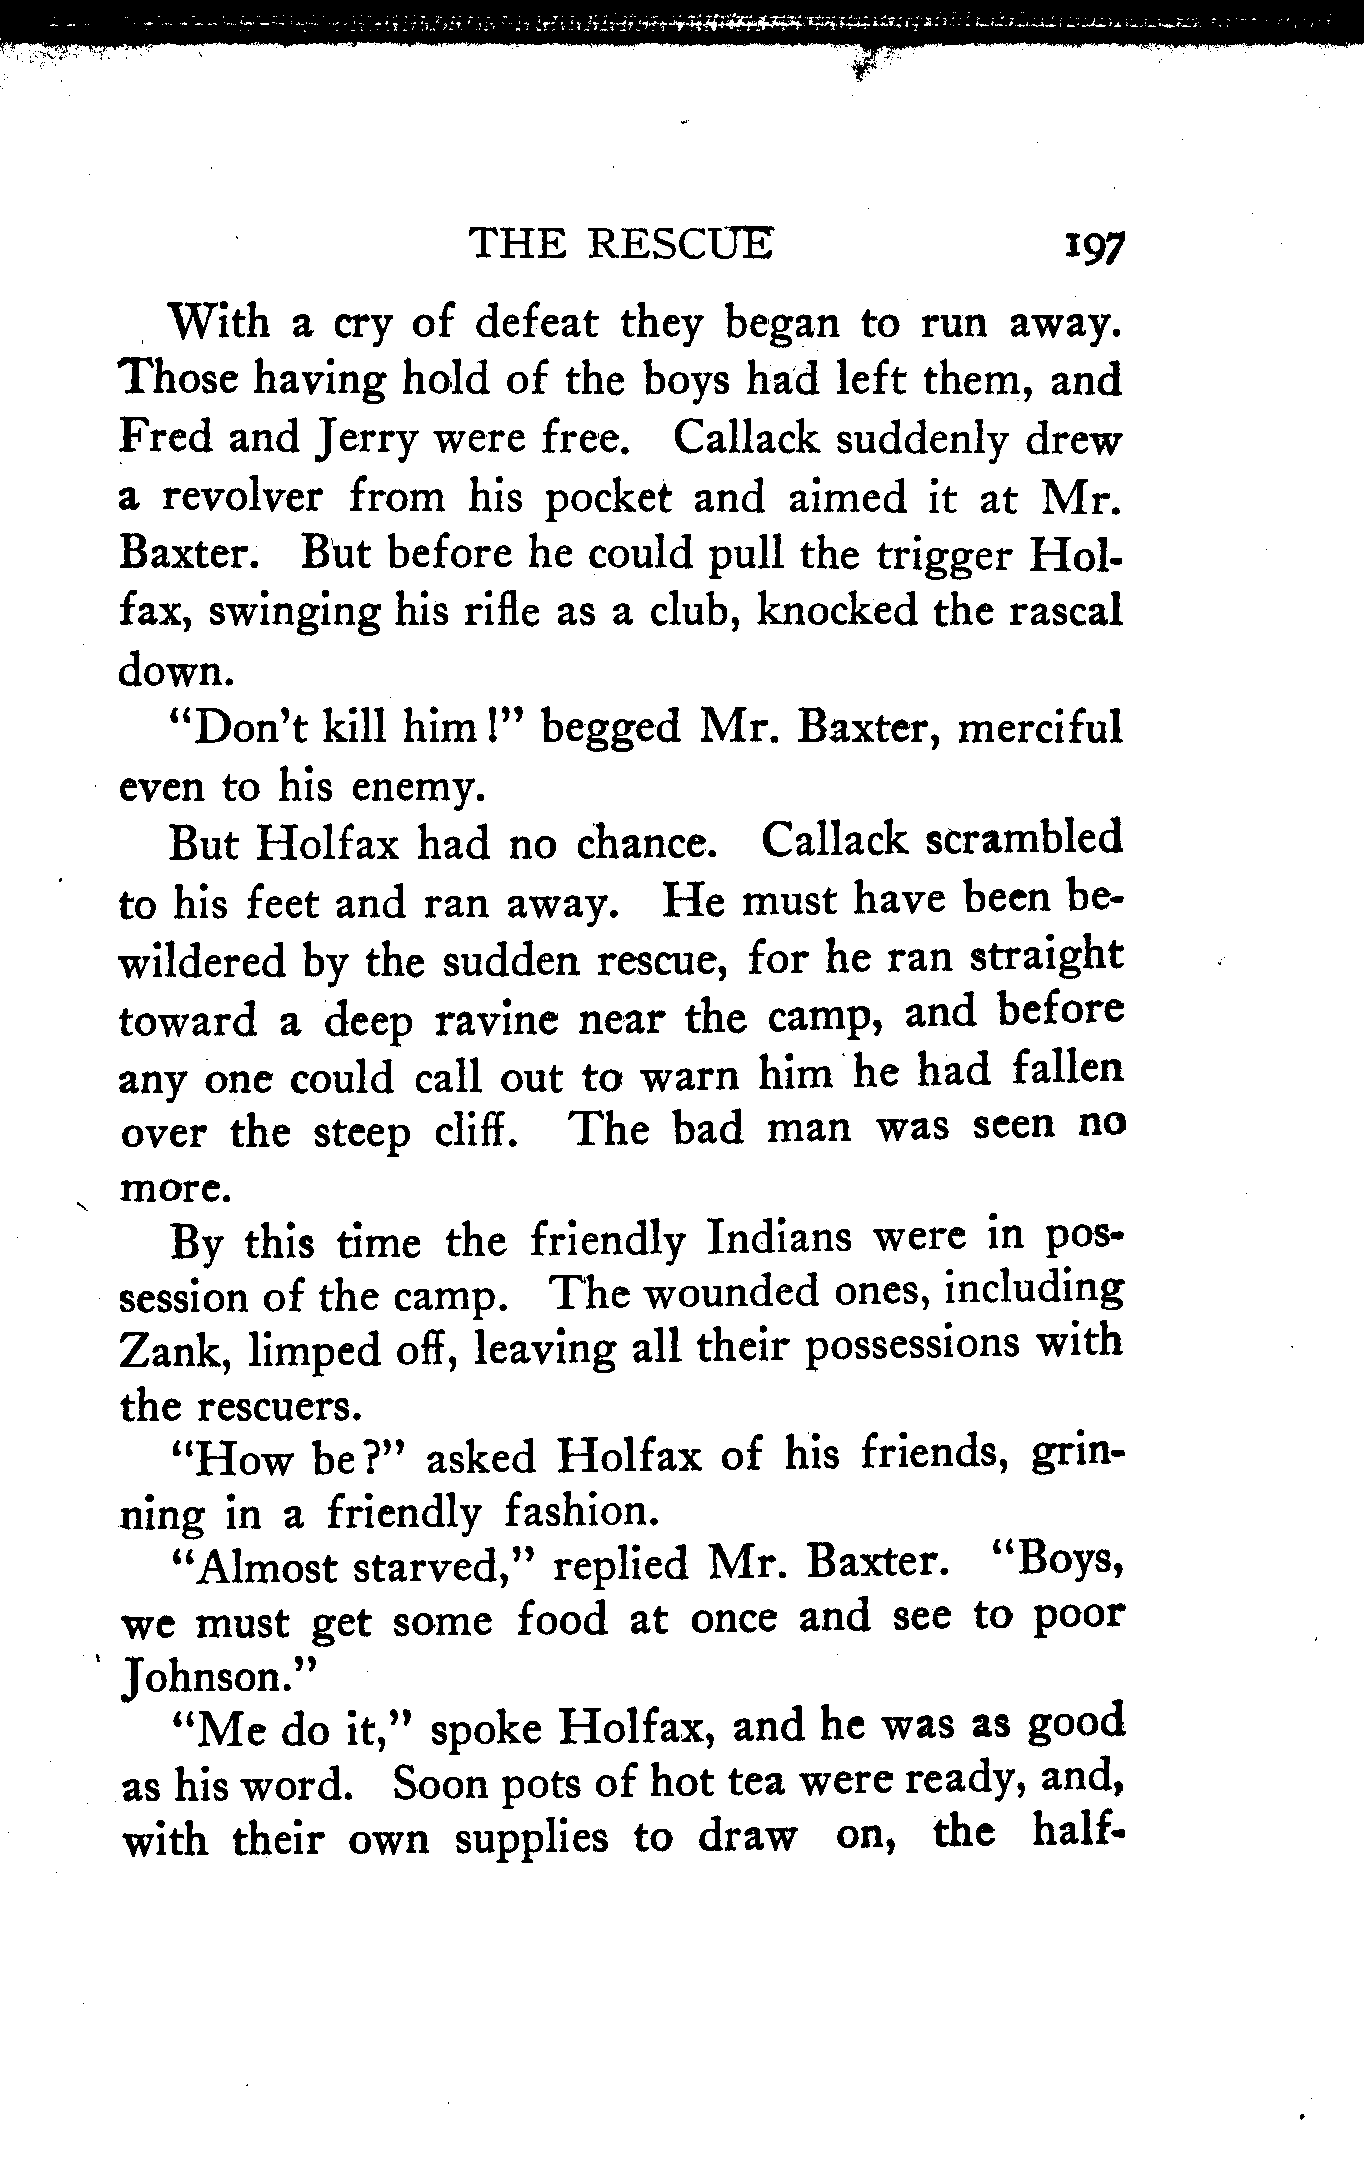 THE RESCUE 197
With a cry of defeat they began to run away.
Those having hold of the boys had left them, and
Fred and Jerry were free. Callack suddenly drew
a revolver from his pocket and aimed it at Mr.
Baxter. But before he could pull the trigger Hol-
fax, swinging his rifle as a club, knocked the rascal
down.
"Don't kill him!" begged Mr. Baxter, merciful
even to his enemy.
But Holfax had no chance. Callack scrambled
to his feet and ran away. He must have been be-
wildered by the sudden rescue, for he ran straight
toward a deep ravine near the camp, and before
any one could call out to warn him he had fallen
over the steep cliff. The bad man was seen no
more.
By this time the friendly Indians were in pos-
session of the camp. The wounded ones, including
Zank, limped off, leaving all their possessions with
the rescuers.
"How be?" asked Holfax of his friends, grin-
ning in a friendly fashion.
"Almost starved," replied Mr. Baxter. "Boys,
we must get some food at once and see to poor
Johnson."
"Me do it," spoke Holfax, and he was as good
as his word. Soon pots of hot tea were ready, and,
with their own supplies to draw on, the half-